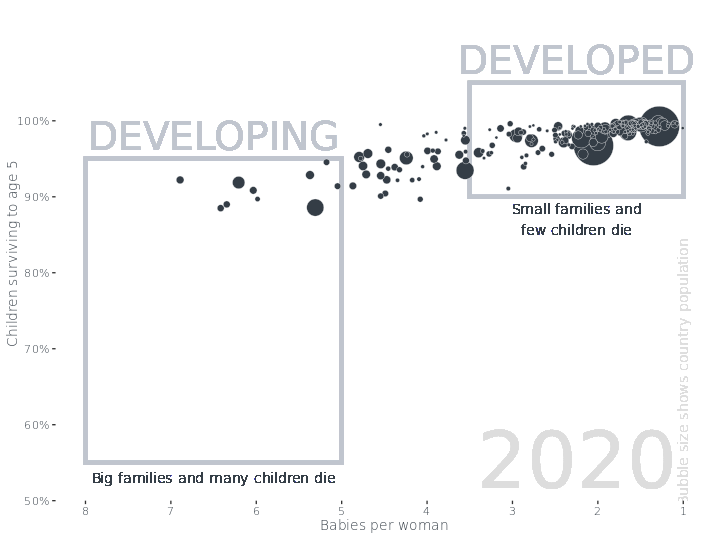 DEVELOPED
DEVELOPING
100%
90%
80%
70%
60%
50%
Children surviving to age 5
Small families and
few children die
Big families and many children die
2020
Bubble size shows country population
8 7 6 5 4 3 2 1
Babies per woman